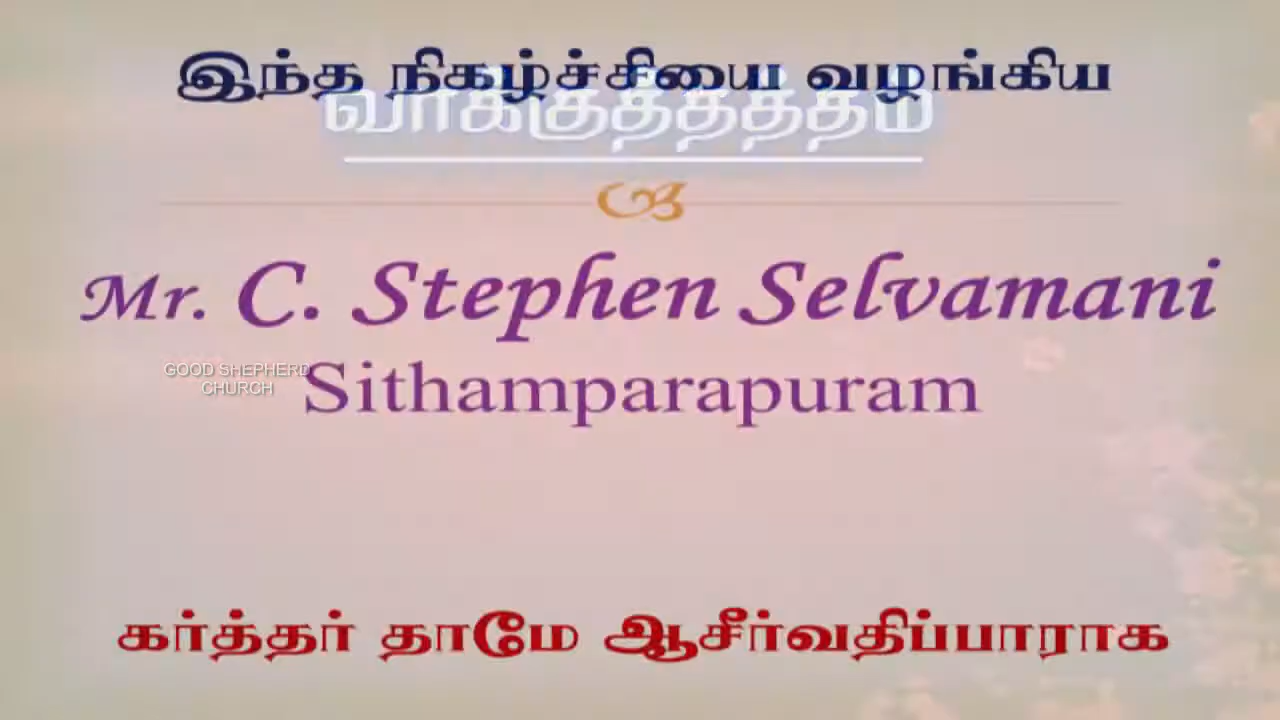 இந்த நிகழ்ச்சியை வழங்கிய
வாக்குத்தத்தம்
Mr. C. Stephen Selvamani
GOOD SHEPHERD
CHURCH
Sithamparapuram
கர்த்தர் தாமே ஆசீர்வதிப்பாராக